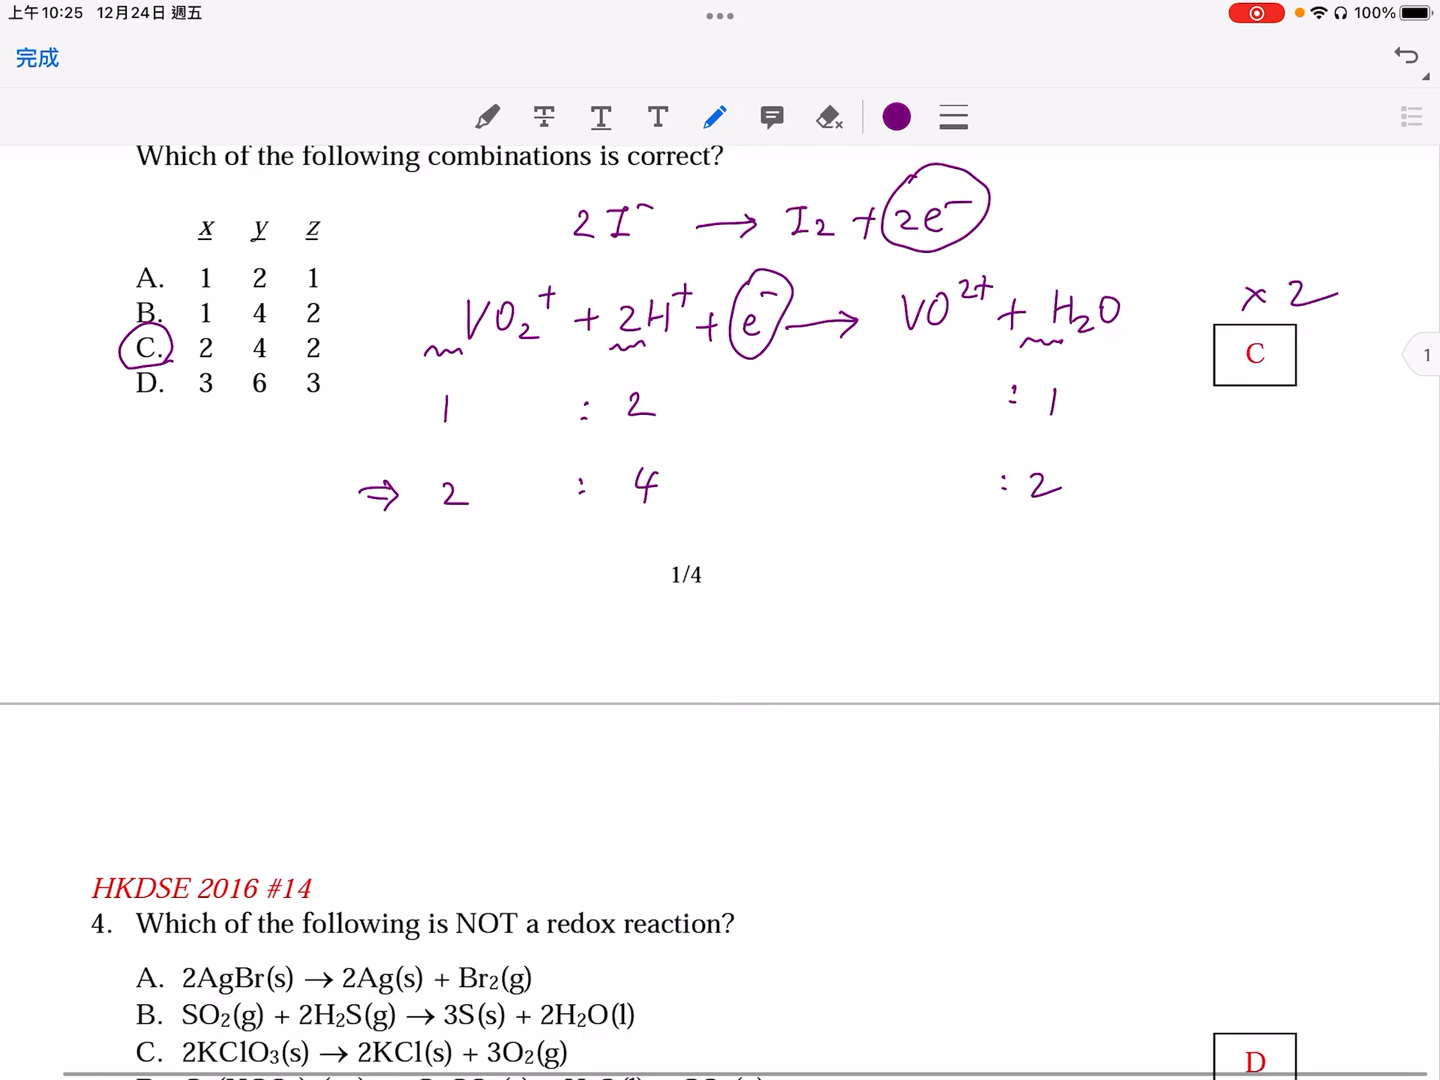 上午10:25 12月24日 週五 100%
完成
Which of the following combinations is correct?
2I⁻ → I₂ + 2e⁻
x y z
A. 1 2 1
VO₂⁺ + 2H⁺ + e⁻ → VO²⁺ + H₂O × 2
B. 1 4 2
C. 2 4 2
C
1
D. 3 6 3
1 : 2 : 1
⇒ 2 : 4 : 2
1/4
HKDSE 2016 #14
4. Which of the following is NOT a redox reaction?
A. 2AgBr(s) → 2Ag(s) + Br₂(g)
B. SO₂(g) + 2H₂S(g) → 3S(s) + 2H₂O(l)
C. 2KClO₃(s) → 2KCl(s) + 3O₂(g)
D